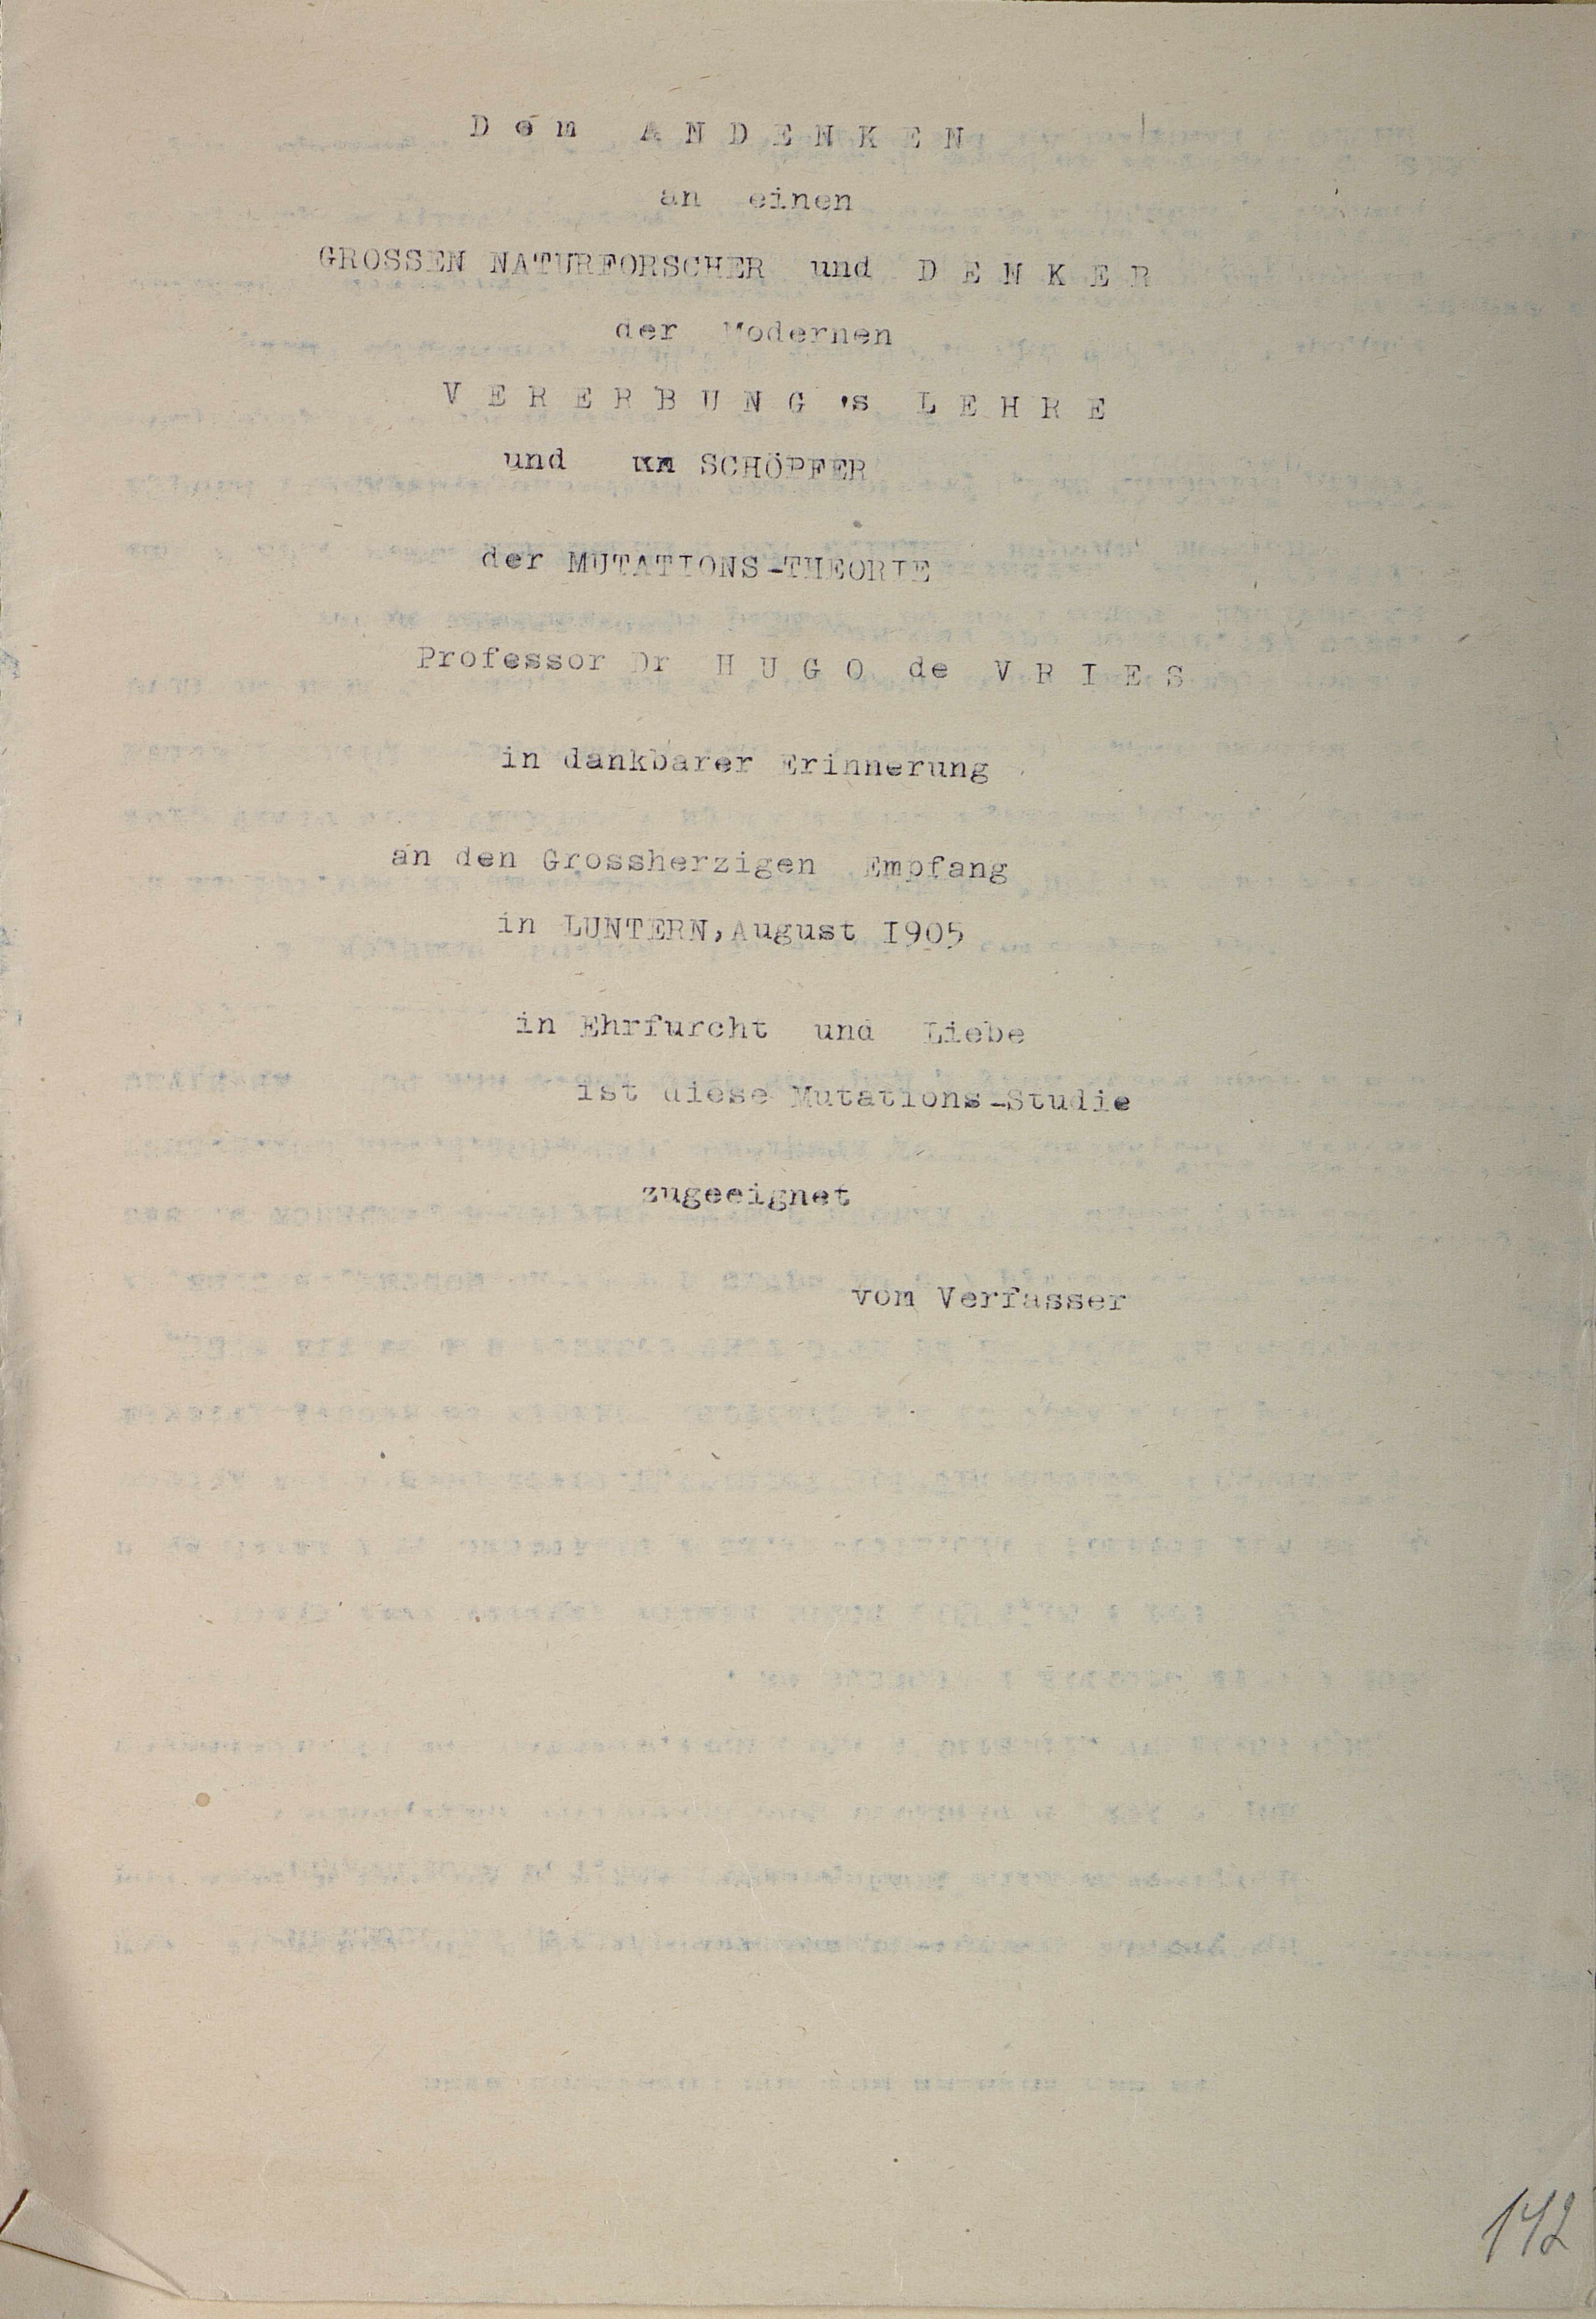 Dem ANDENKEN
an einen
GROSSEN NATURFORSCHER und DENKER
der Modernen
VERERBUNG's LEHRE
und SCHÖPFER
der MUTATIONS-THEORIE
Professor Dr HUGO de VRIES
in dankbarer Erinnerung
an den Grossherzigen Empfang
in LUNTERN, August 1905
in Ehrfurcht und Liebe
ist diese Mutations-Studie
zugeeignet
vom Verfasser
142